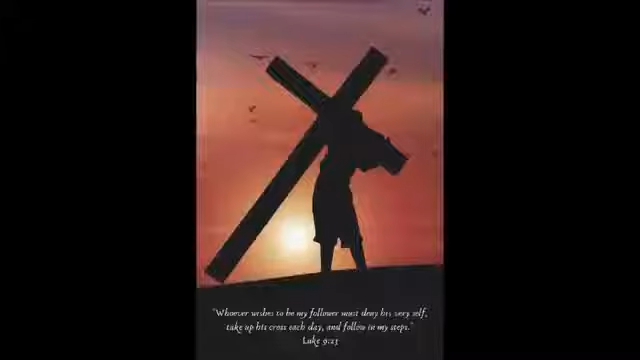 "Whoever wishes to be my follower must deny his very self,
take up his cross each day, and follow in my steps."
Luke 9:23